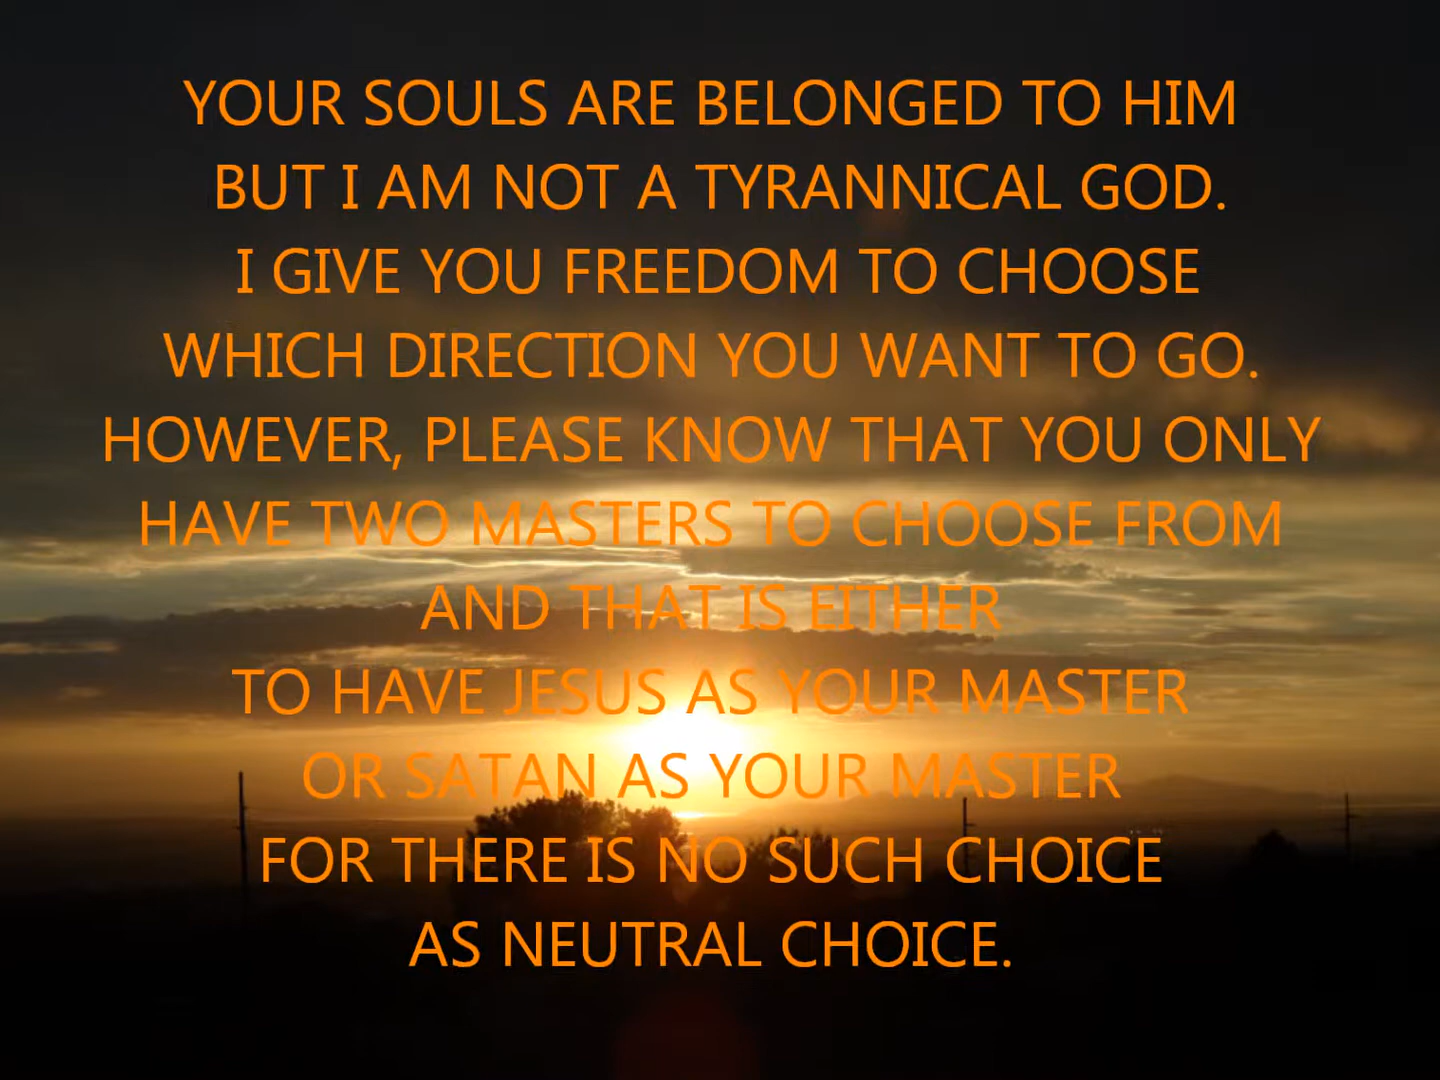 YOUR SOULS ARE BELONGED TO HIM
BUT I AM NOT A TYRANNICAL GOD.
I GIVE YOU FREEDOM TO CHOOSE
WHICH DIRECTION YOU WANT TO GO.
HOWEVER, PLEASE KNOW THAT YOU ONLY
HAVE TWO MASTERS TO CHOOSE FROM
AND THAT IS EITHER
TO HAVE JESUS AS YOUR MASTER
OR SATAN AS YOUR MASTER
FOR THERE IS NO SUCH CHOICE
AS NEUTRAL CHOICE.